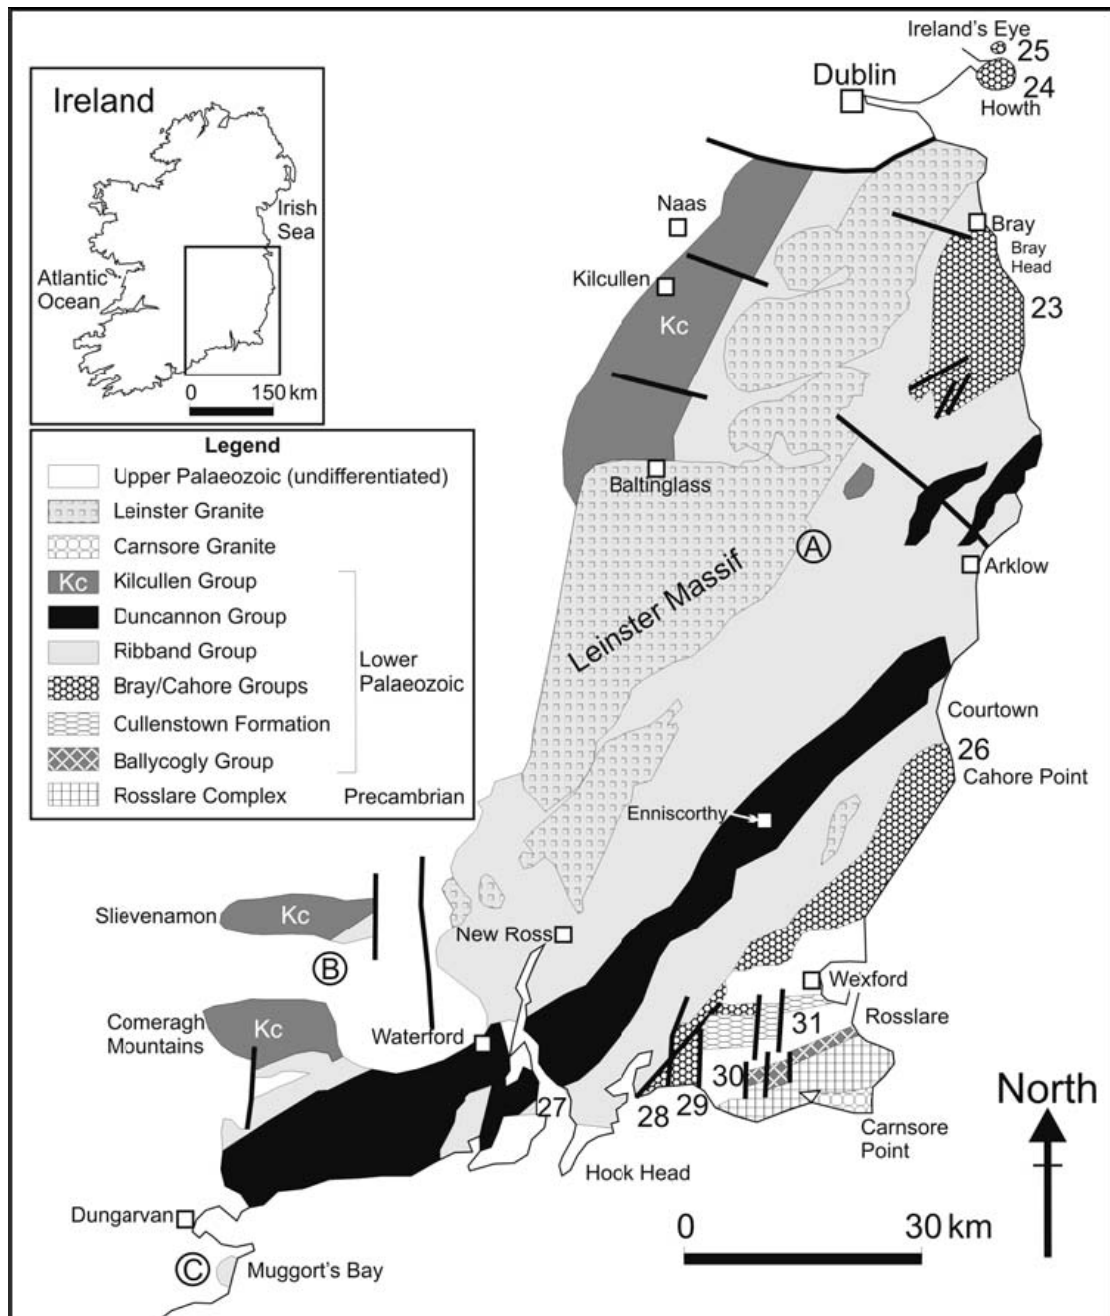 Ireland
Irish
Sea
Atlantic
Ocean
0
150 km
Legend
Upper Palaeozoic (undifferentiated)
Leinster Granite
Carnsore Granite
Kc
Kilcullen Group
Duncannon Group
Ribband Group
Bray/Cahore Groups
Cullenstown Formation
Ballycogly Group
Rosslare Complex
Lower
Palaeozoic
Precambrian
Ireland's Eye
25
Dublin
24
Howth
Naas
Bray
Bray
Head
Kilcullen
23
Kc
Baltinglass
A
Arklow
Leinster Massif
Courtown
26
Cahore Point
Enniscorthy
Slievenamon
Kc
New Ross
B
Wexford
Comeragh
Mountains
Kc
Waterford
31
Rosslare
30
27
28
29
North
Carnsore
Point
Hook Head
Dungarvan
0
30 km
C
Muggort's Bay